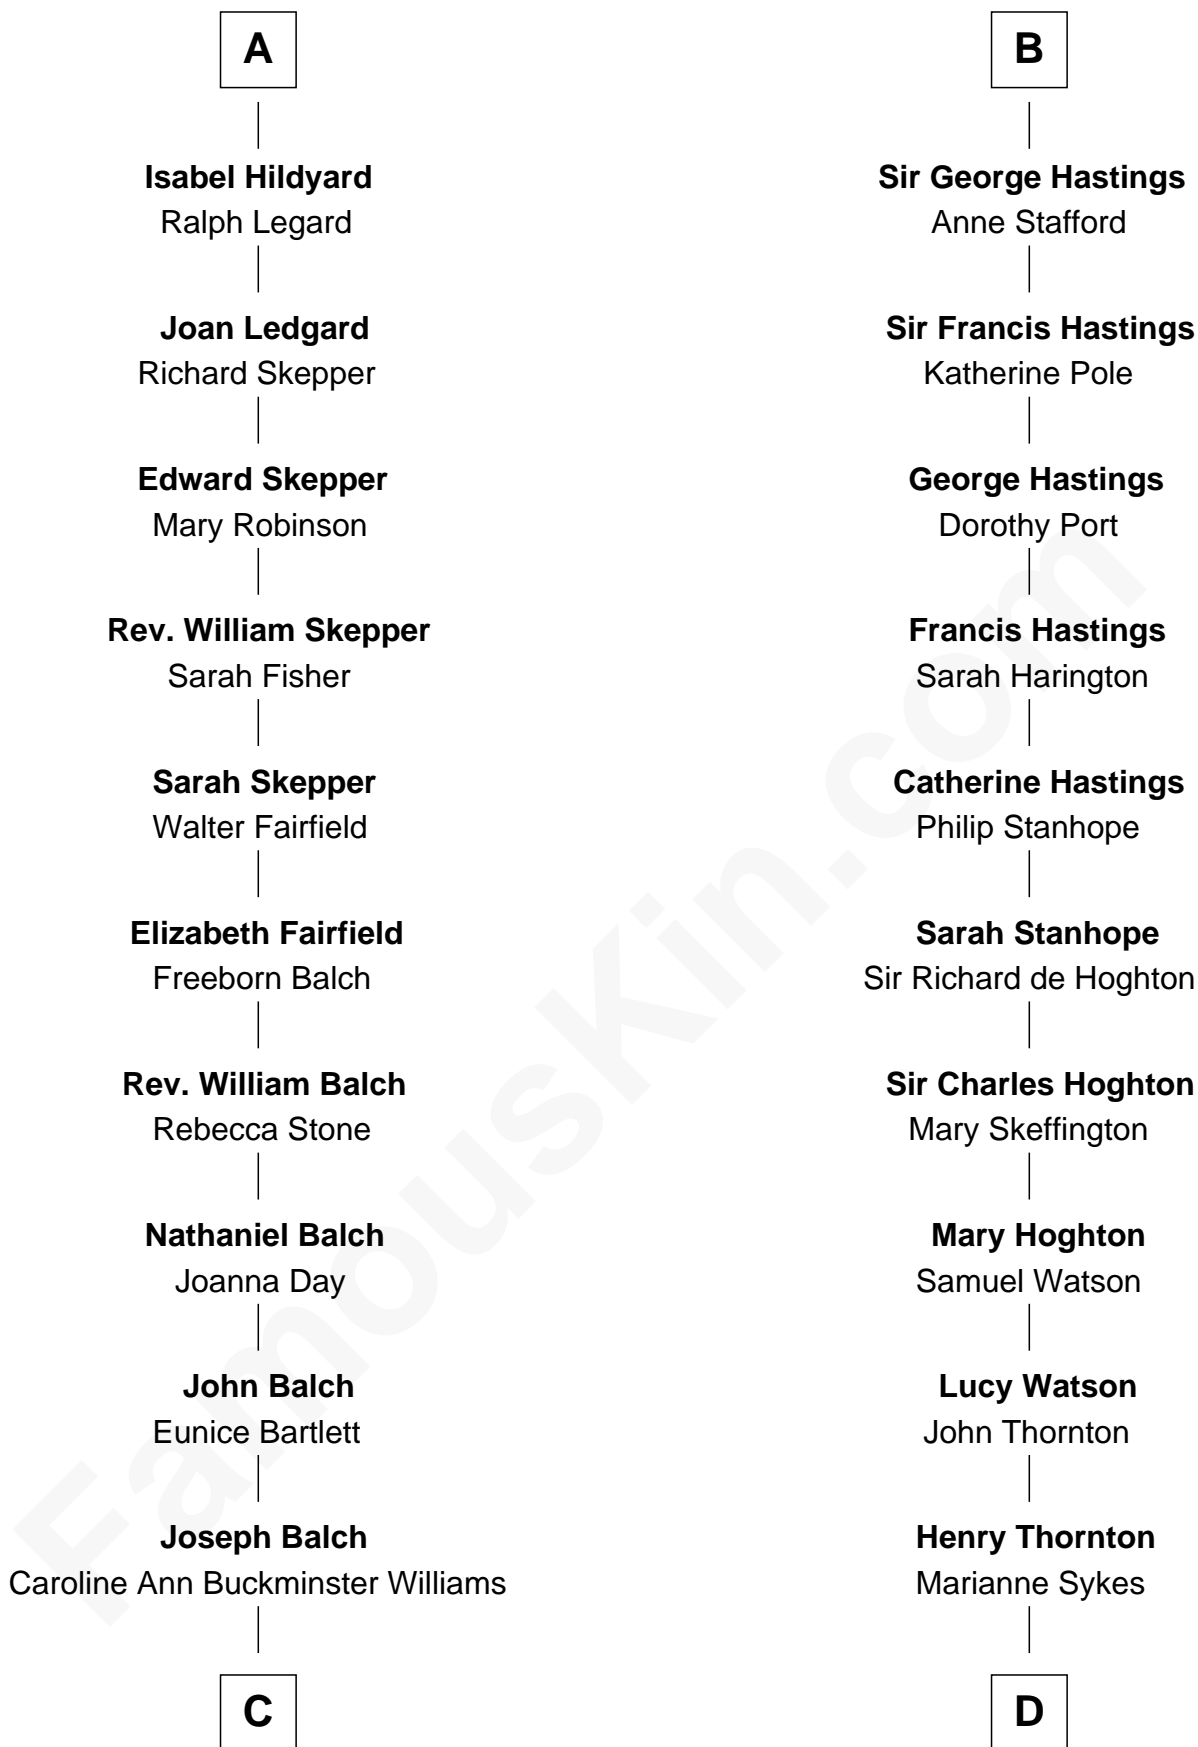 A
Isabel Hildyard
Ralph Legard
Joan Ledgard
Richard Skepper
Edward Skepper
Mary Robinson
Rev. William Skepper
Sarah Fisher
Sarah Skepper
Walter Fairfield
Elizabeth Fairfield
Freeborn Balch
Rev. William Balch
Rebecca Stone
Nathaniel Balch
Joanna Day
John Balch
Eunice Bartlett
Joseph Balch
Caroline Ann Buckminster Williams
C
B
Sir George Hastings
Anne Stafford
Sir Francis Hastings
Katherine Pole
George Hastings
Dorothy Port
Francis Hastings
Sarah Harington
Catherine Hastings
Philip Stanhope
Sarah Stanhope
Sir Richard de Hoghton
Sir Charles Hoghton
Mary Skeffington
Mary Hoghton
Samuel Watson
Lucy Watson
John Thornton
Henry Thornton
Marianne Sykes
D
FamousKin.com